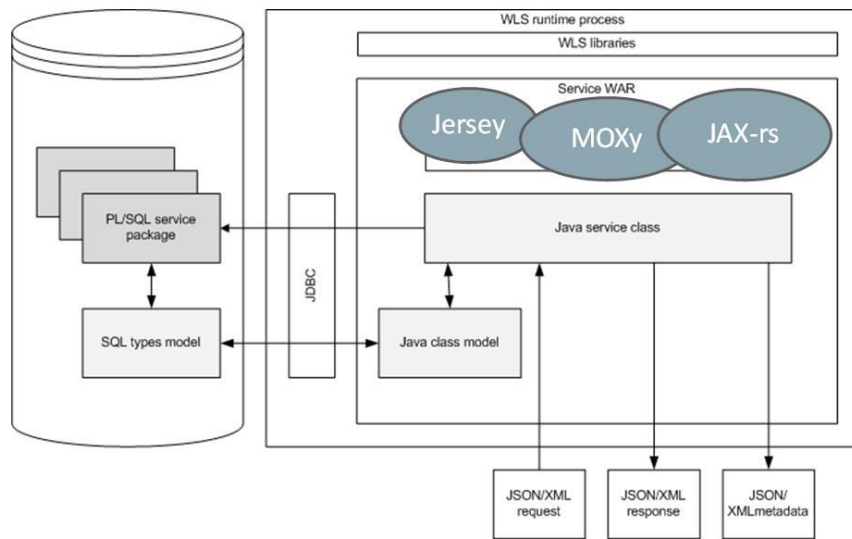 WLS runtime process
WLS libraries
Service WAR
Jersey
MOXy
JAX-rs
PL/SQL service
package
Java service class
JDBC
SQL types model
Java class model
JSON/XML
request
JSON/XML
response
JSON/
XMLmetadata